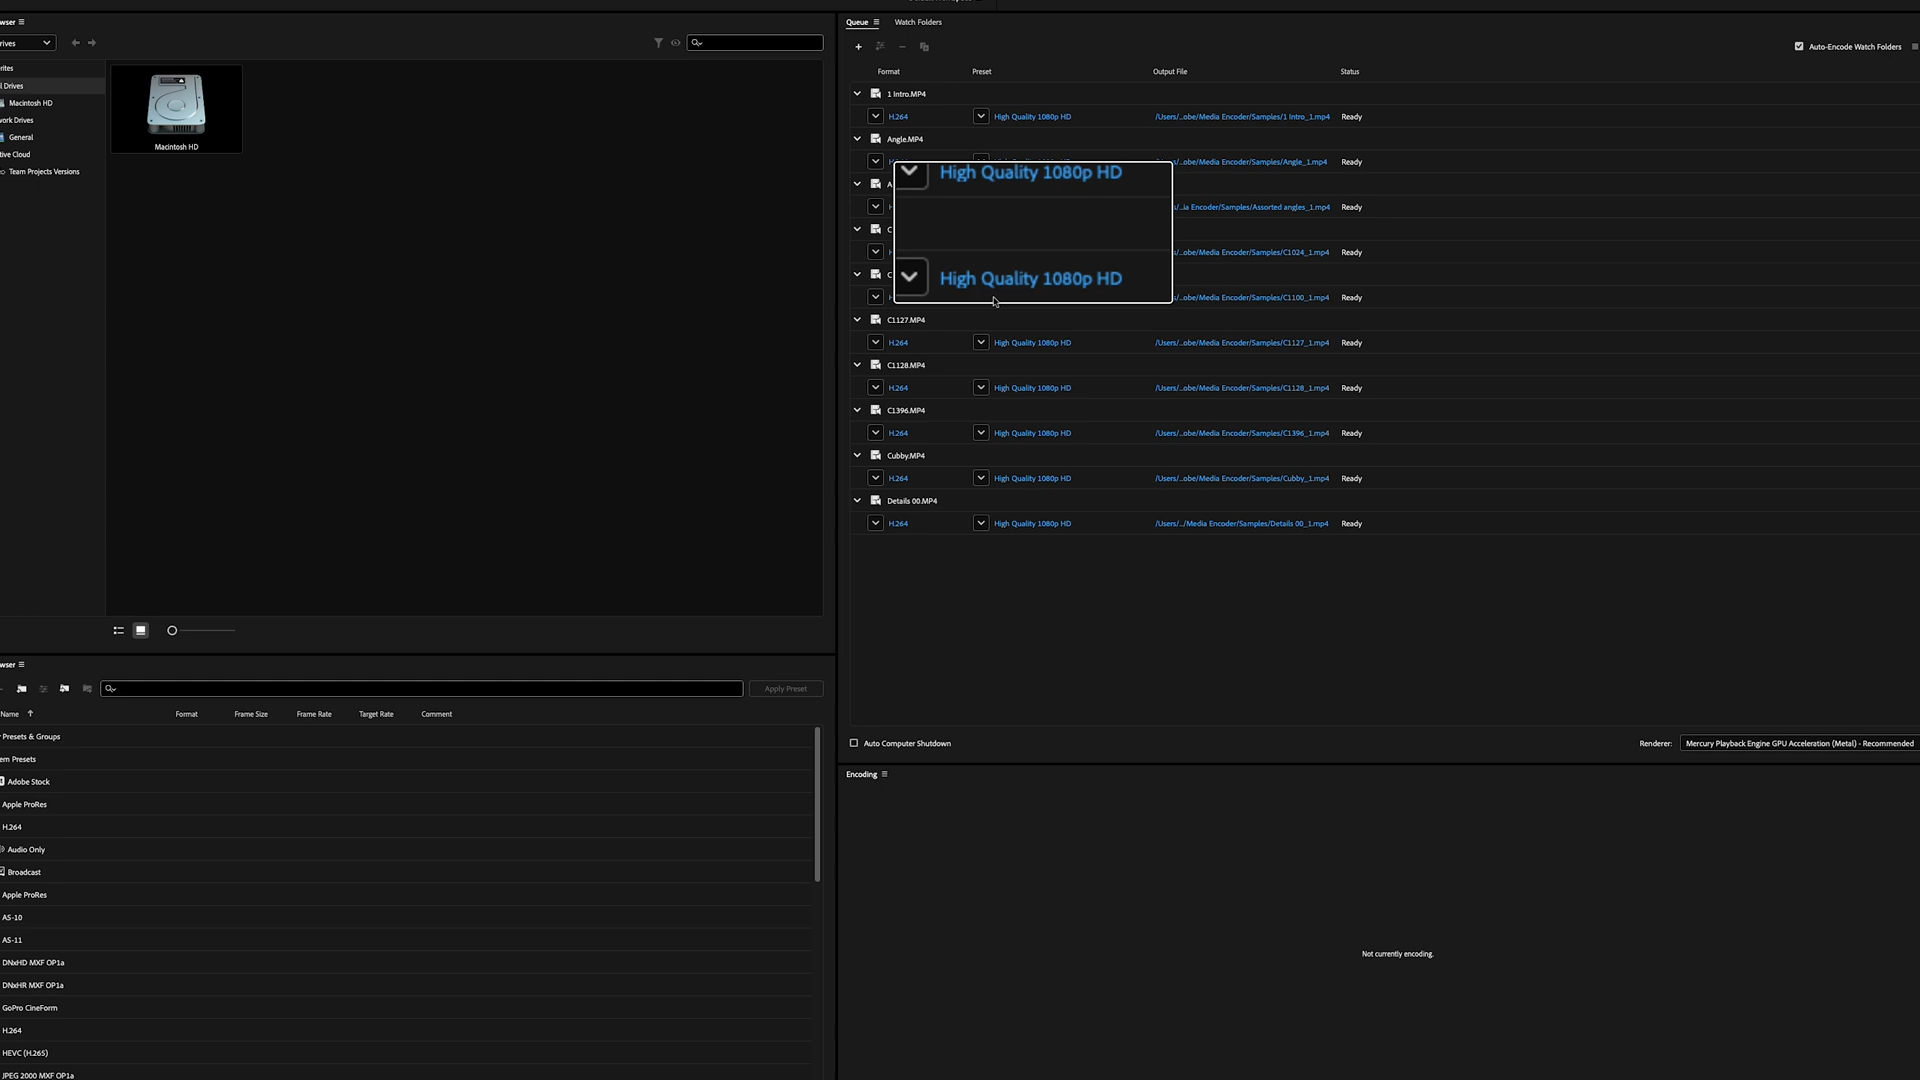 Queue
Watch Folders
Auto-Encode Watch Folders
Format Preset Output File Status
1 Intro.MP4
H.264 High Quality 1080p HD /Users/...obe/Media Encoder/Samples/1 Intro_1.mp4 Ready
Angle.MP4
/...obe/Media Encoder/Samples/Angle_1.mp4 Ready
High Quality 1080p HD
A
/...ia Encoder/Samples/Assorted angles_1.mp4 Ready
C
/...obe/Media Encoder/Samples/C1024_1.mp4 Ready
High Quality 1080p HD
C
/...obe/Media Encoder/Samples/C1100_1.mp4 Ready
C1127.MP4
H.264 High Quality 1080p HD /Users/...obe/Media Encoder/Samples/C1127_1.mp4 Ready
C1128.MP4
H.264 High Quality 1080p HD /Users/...obe/Media Encoder/Samples/C1128_1.mp4 Ready
C1396.MP4
H.264 High Quality 1080p HD /Users/...obe/Media Encoder/Samples/C1396_1.mp4 Ready
Cubby.MP4
H.264 High Quality 1080p HD /Users/...obe/Media Encoder/Samples/Cubby_1.mp4 Ready
Details 00.MP4
H.264 High Quality 1080p HD /Users/.../Media Encoder/Samples/Details 00_1.mp4 Ready
Auto Computer Shutdown
Renderer: Mercury Playback Engine GPU Acceleration (Metal) - Recommended
Encoding
Not currently encoding.
wser
rives
rites
l Drives
Macintosh HD
work Drives
General
tive Cloud
Team Projects Versions
Macintosh HD
wser
Apply Preset
Name Format Frame Size Frame Rate Target Rate Comment
Presets & Groups
em Presets
Adobe Stock
Apple ProRes
H.264
Audio Only
Broadcast
Apple ProRes
AS-10
AS-11
DNxHD MXF OP1a
DNxHR MXF OP1a
GoPro CineForm
H.264
HEVC (H.265)
JPEG 2000 MXF OP1a